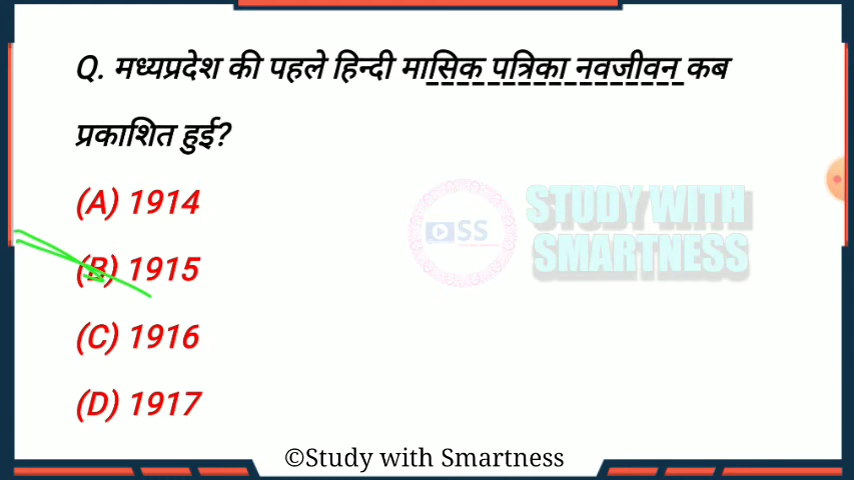 Q. मध्यप्रदेश की पहले हिन्दी मासिक पत्रिका नवजीवन कब
प्रकाशित हुई?
(A) 1914
STUDY WITH
SS
SMARTNESS
(B) 1915
(C) 1916
(D) 1917
©Study with Smartness